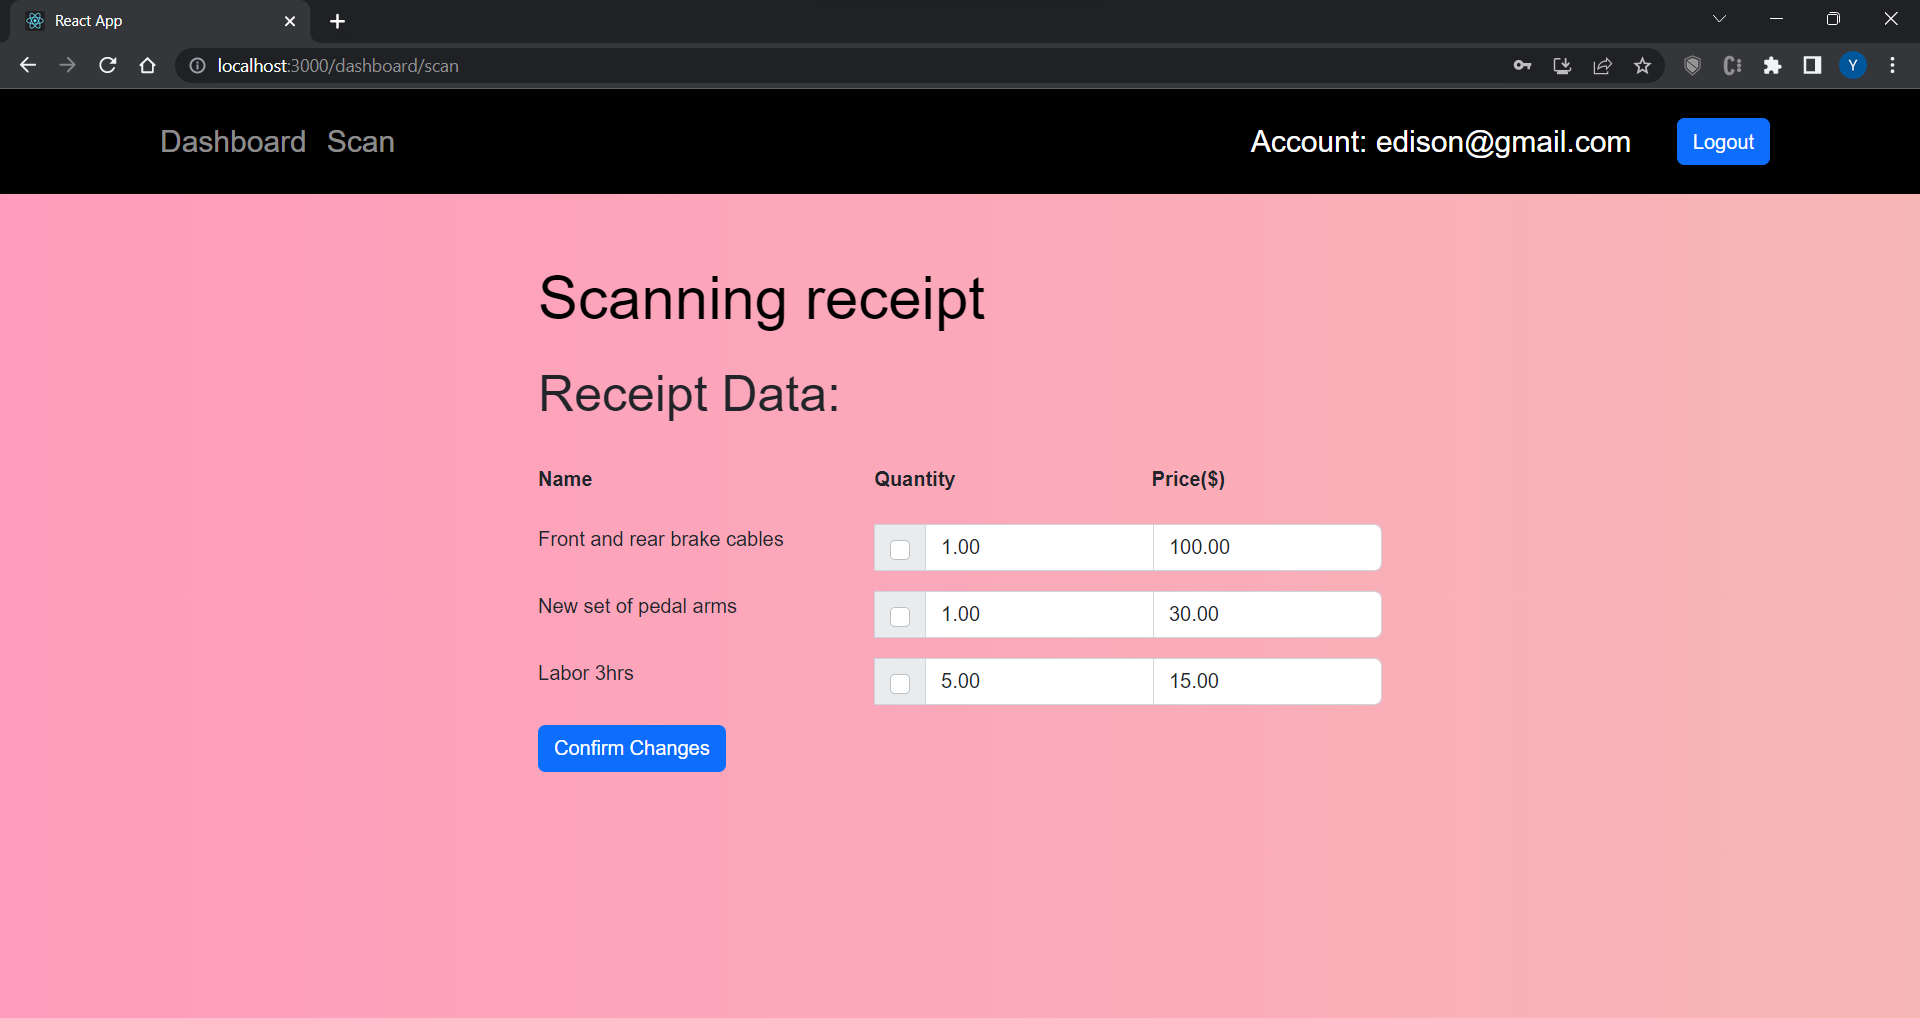 React App
localhost:3000/dashboard/scan
Y
Dashboard Scan Account: edison@gmail.com Logout
Scanning receipt
Receipt Data:
Name Quantity Price($)
Front and rear brake cables 1.00 100.00
New set of pedal arms 1.00 30.00
Labor 3hrs 5.00 15.00
Confirm Changes